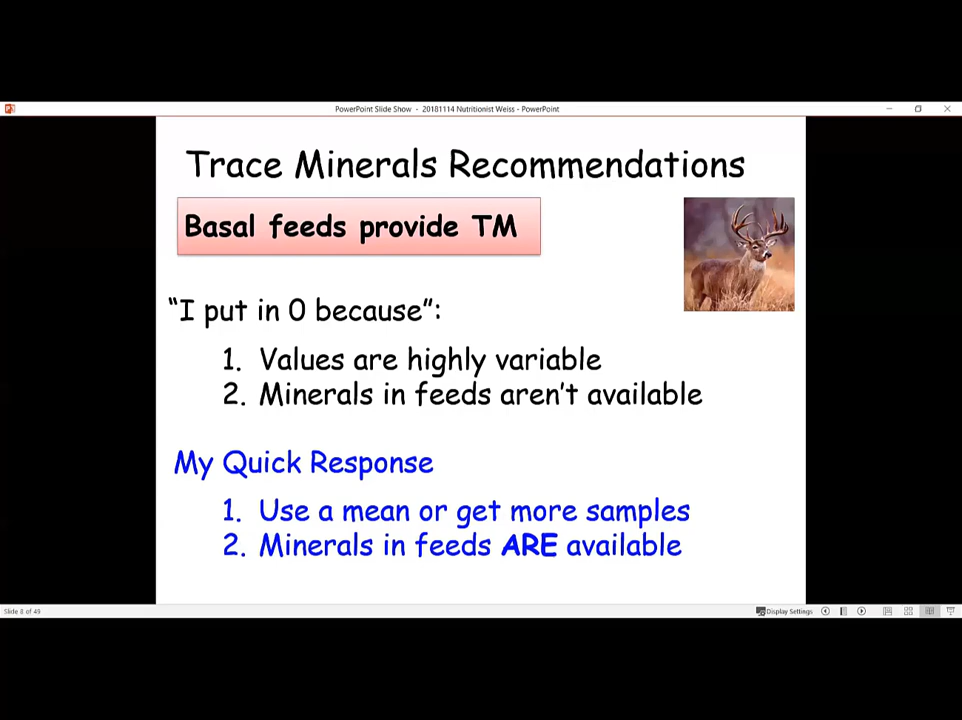 PowerPoint Slide Show - 20181114 Nutritionist Weiss - PowerPoint
Trace Minerals Recommendations
Basal feeds provide TM
"I put in 0 because":
1. Values are highly variable
2. Minerals in feeds aren't available
My Quick Response
1. Use a mean or get more samples
2. Minerals in feeds ARE available
Slide 8 of 49
Display Settings